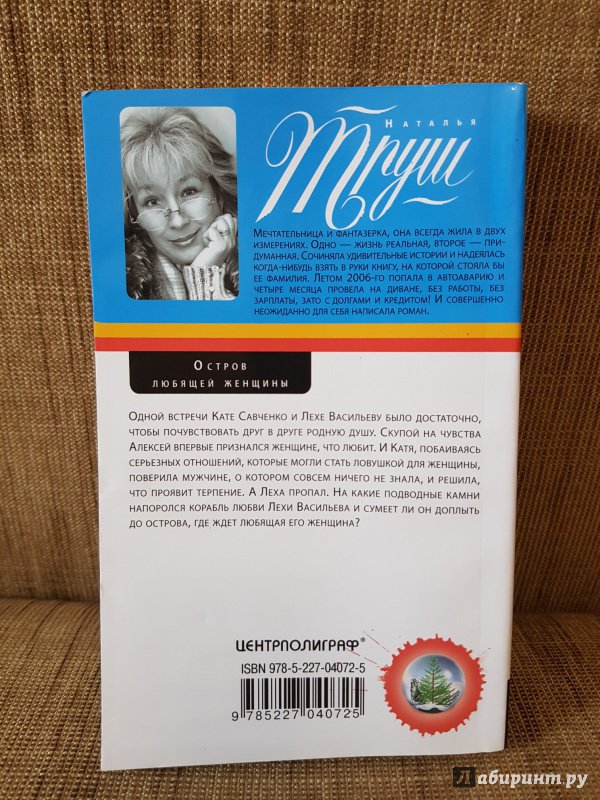 Наталья
Труш
Мечтательница и фантазерка, она всегда жила в двух
измерениях. Одно — жизнь реальная, второе — при-
думанная. Сочиняла удивительные истории и надеялась
когда-нибудь взять в руки книгу, на которой стояла бы
ее фамилия. Летом 2006-го попала в автоаварию и
четыре месяца провела на диване, без работы, без
зарплаты, зато с долгами и кредитом! И совершенно
неожиданно для себя написала роман.
Остров
любящей женщины
Одной встречи Кате Савченко и Лехе Васильеву было достаточно,
чтобы почувствовать друг в друге родную душу. Скупой на чувства
Алексей впервые признался женщине, что любит. И Катя, побаиваясь
серьезных отношений, которые могли стать ловушкой для женщины,
поверила мужчине, о котором совсем ничего не знала, и решила,
что проявит терпение. А Леха пропал. На какие подводные камни
напоролся корабль любви Лехи Васильева и сумеет ли он доплыть
до острова, где ждет любящая его женщина?
ЦЕНТРПОЛИГРАФ®
ISBN 978-5-227-04072-5
9 785227 040725
Лабиринт.ру